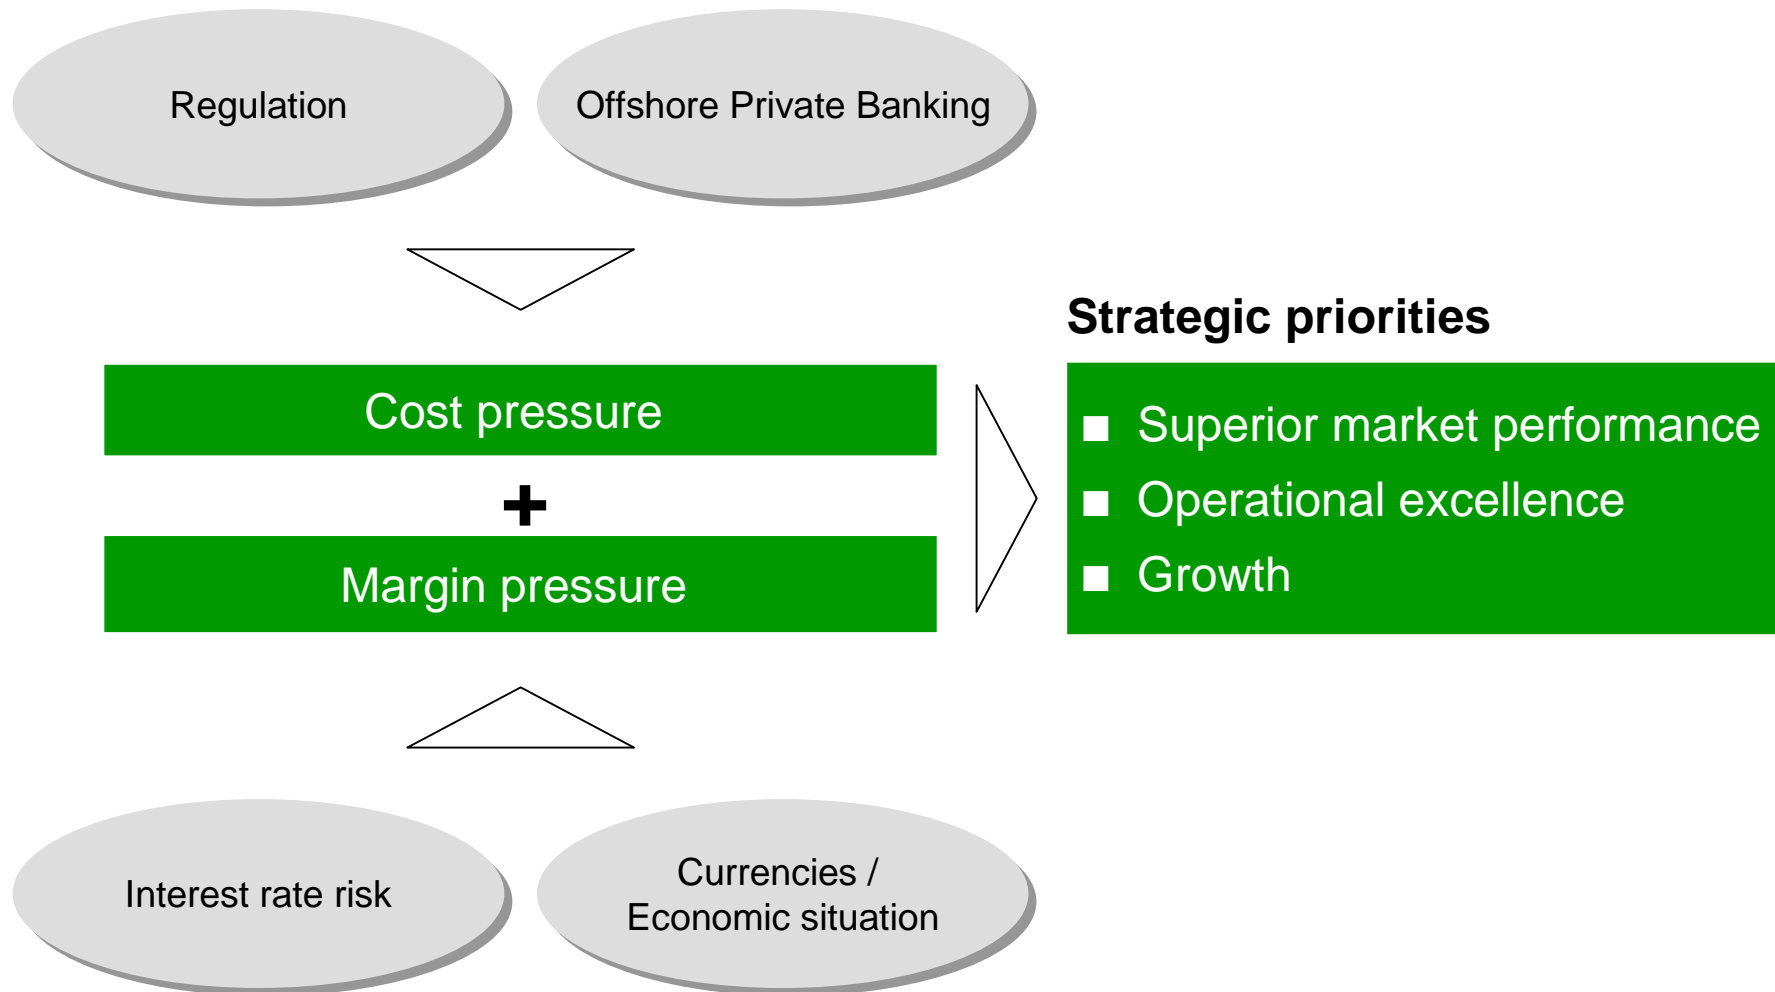 Regulation
Offshore Private Banking
Strategic priorities
Cost pressure
+
Margin pressure
■ Superior market performance
■ Operational excellence
■ Growth
Interest rate risk
Currencies /
Economic situation